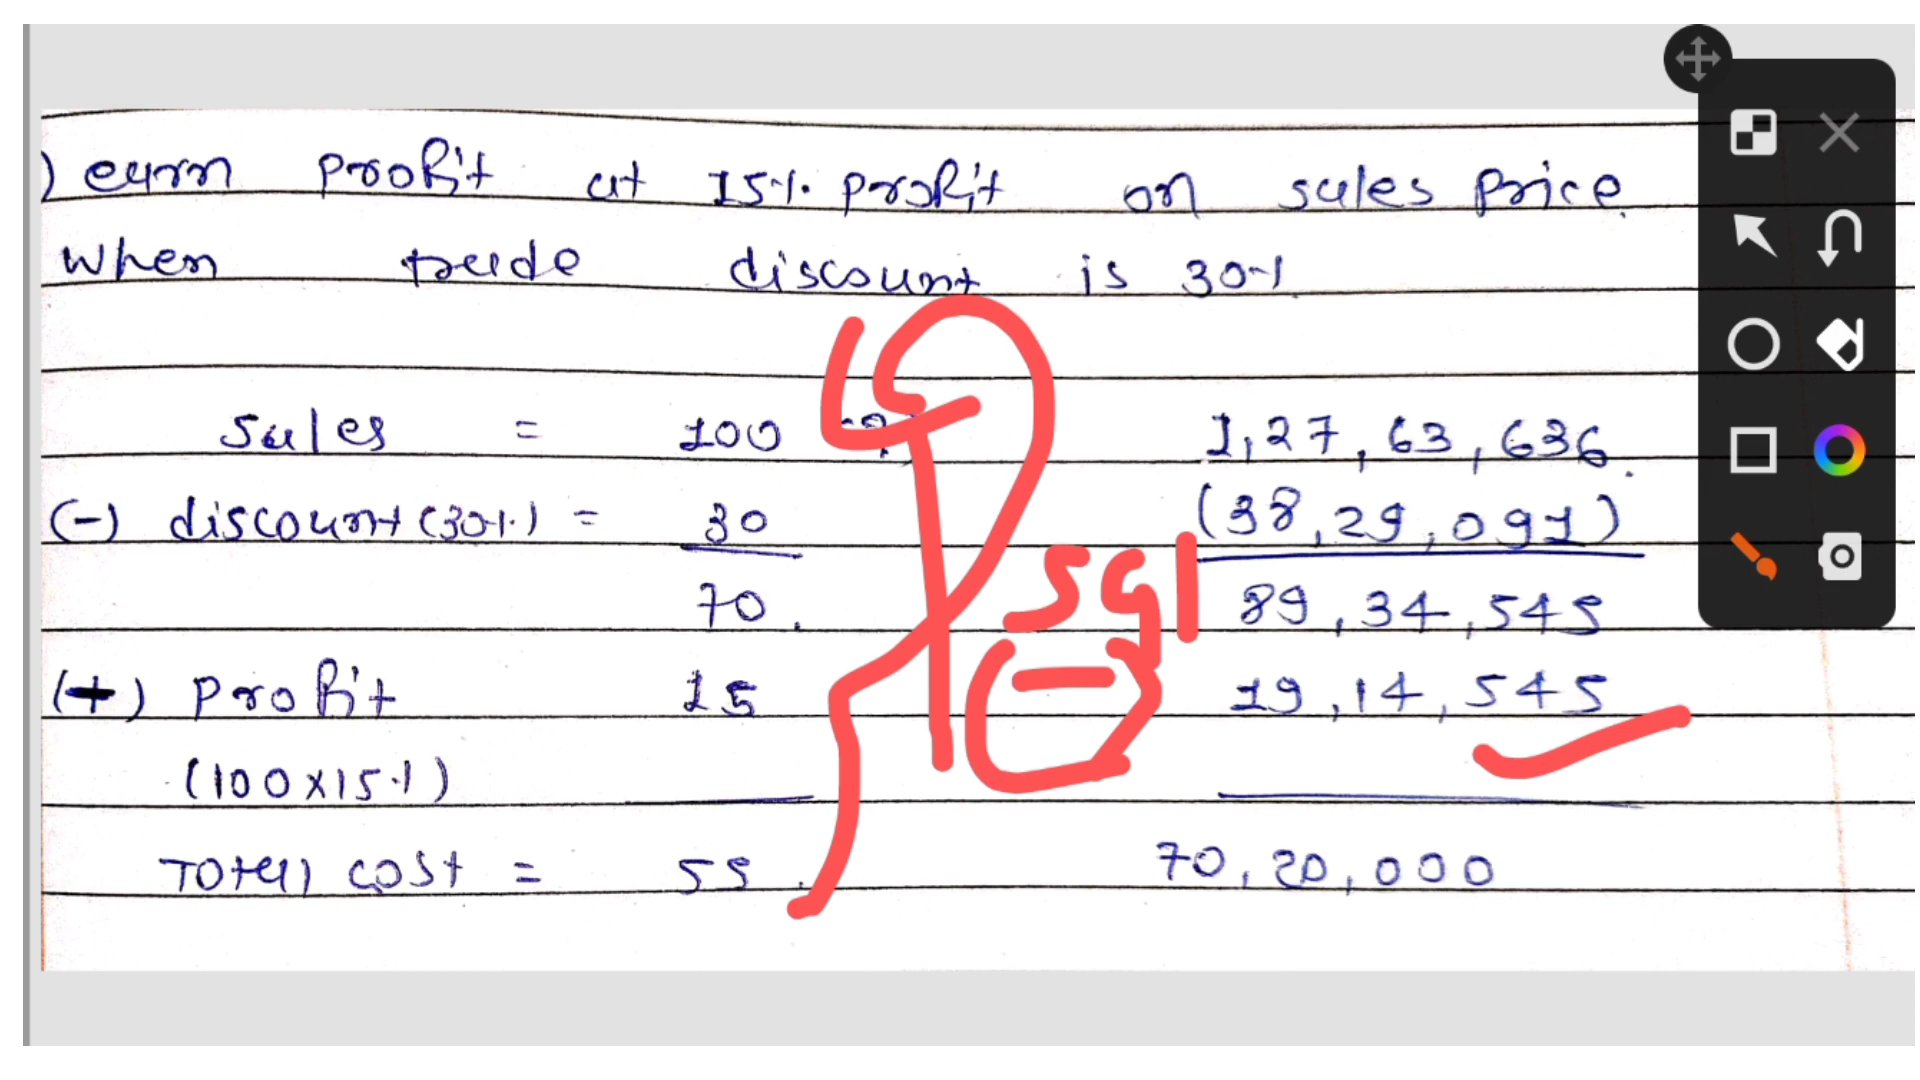 ) earn profit at 15% profit on sales price
when trade discount is 30%
Sales = 100 1,27,63,636
(-) discount (30%) = 30 (38,29,091)
591
70 89,34,545
(+) profit 15 19,14,545
(100x15%)
Total cost = 55 70,20,000